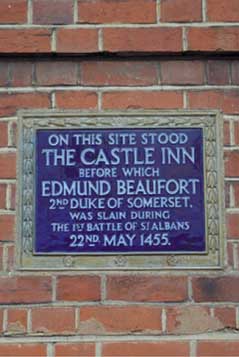 ON THIS SITE STOOD
THE CASTLE INN
BEFORE WHICH
EDMUND BEAUFORT
2ND DUKE OF SOMERSET,
WAS SLAIN DURING
THE 1ST BATTLE OF ST ALBANS
22ND. MAY 1455.